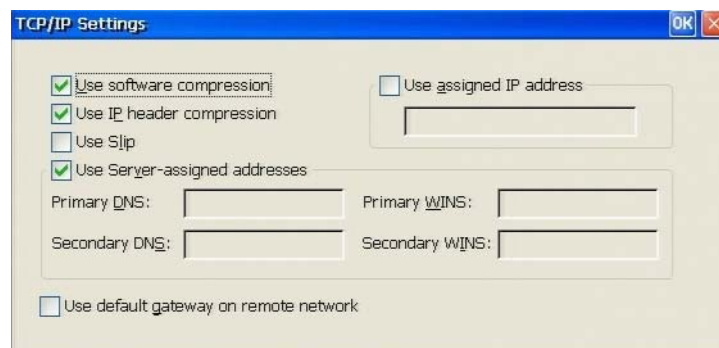 TCP/IP Settings OK ×
Use software compression
Use assigned IP address
Use IP header compression
Use Slip
Use Server-assigned addresses
Primary DNS: Primary WINS:
Secondary DNS: Secondary WINS:
Use default gateway on remote network